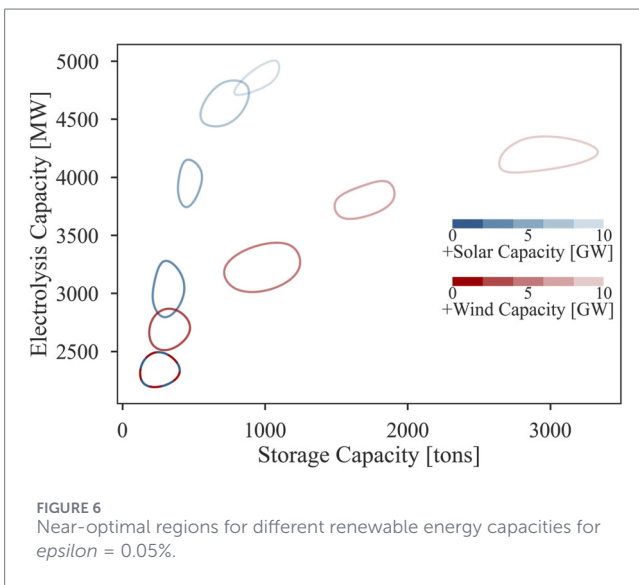 5000
4500
4000
3500
3000
2500
Electrolysis Capacity [MW]
0 5 10
+Solar Capacity [GW]
0 5 10
+Wind Capacity [GW]
0 1000 2000 3000
Storage Capacity [tons]
FIGURE 6
Near-optimal regions for different renewable energy capacities for
epsilon = 0.05%.